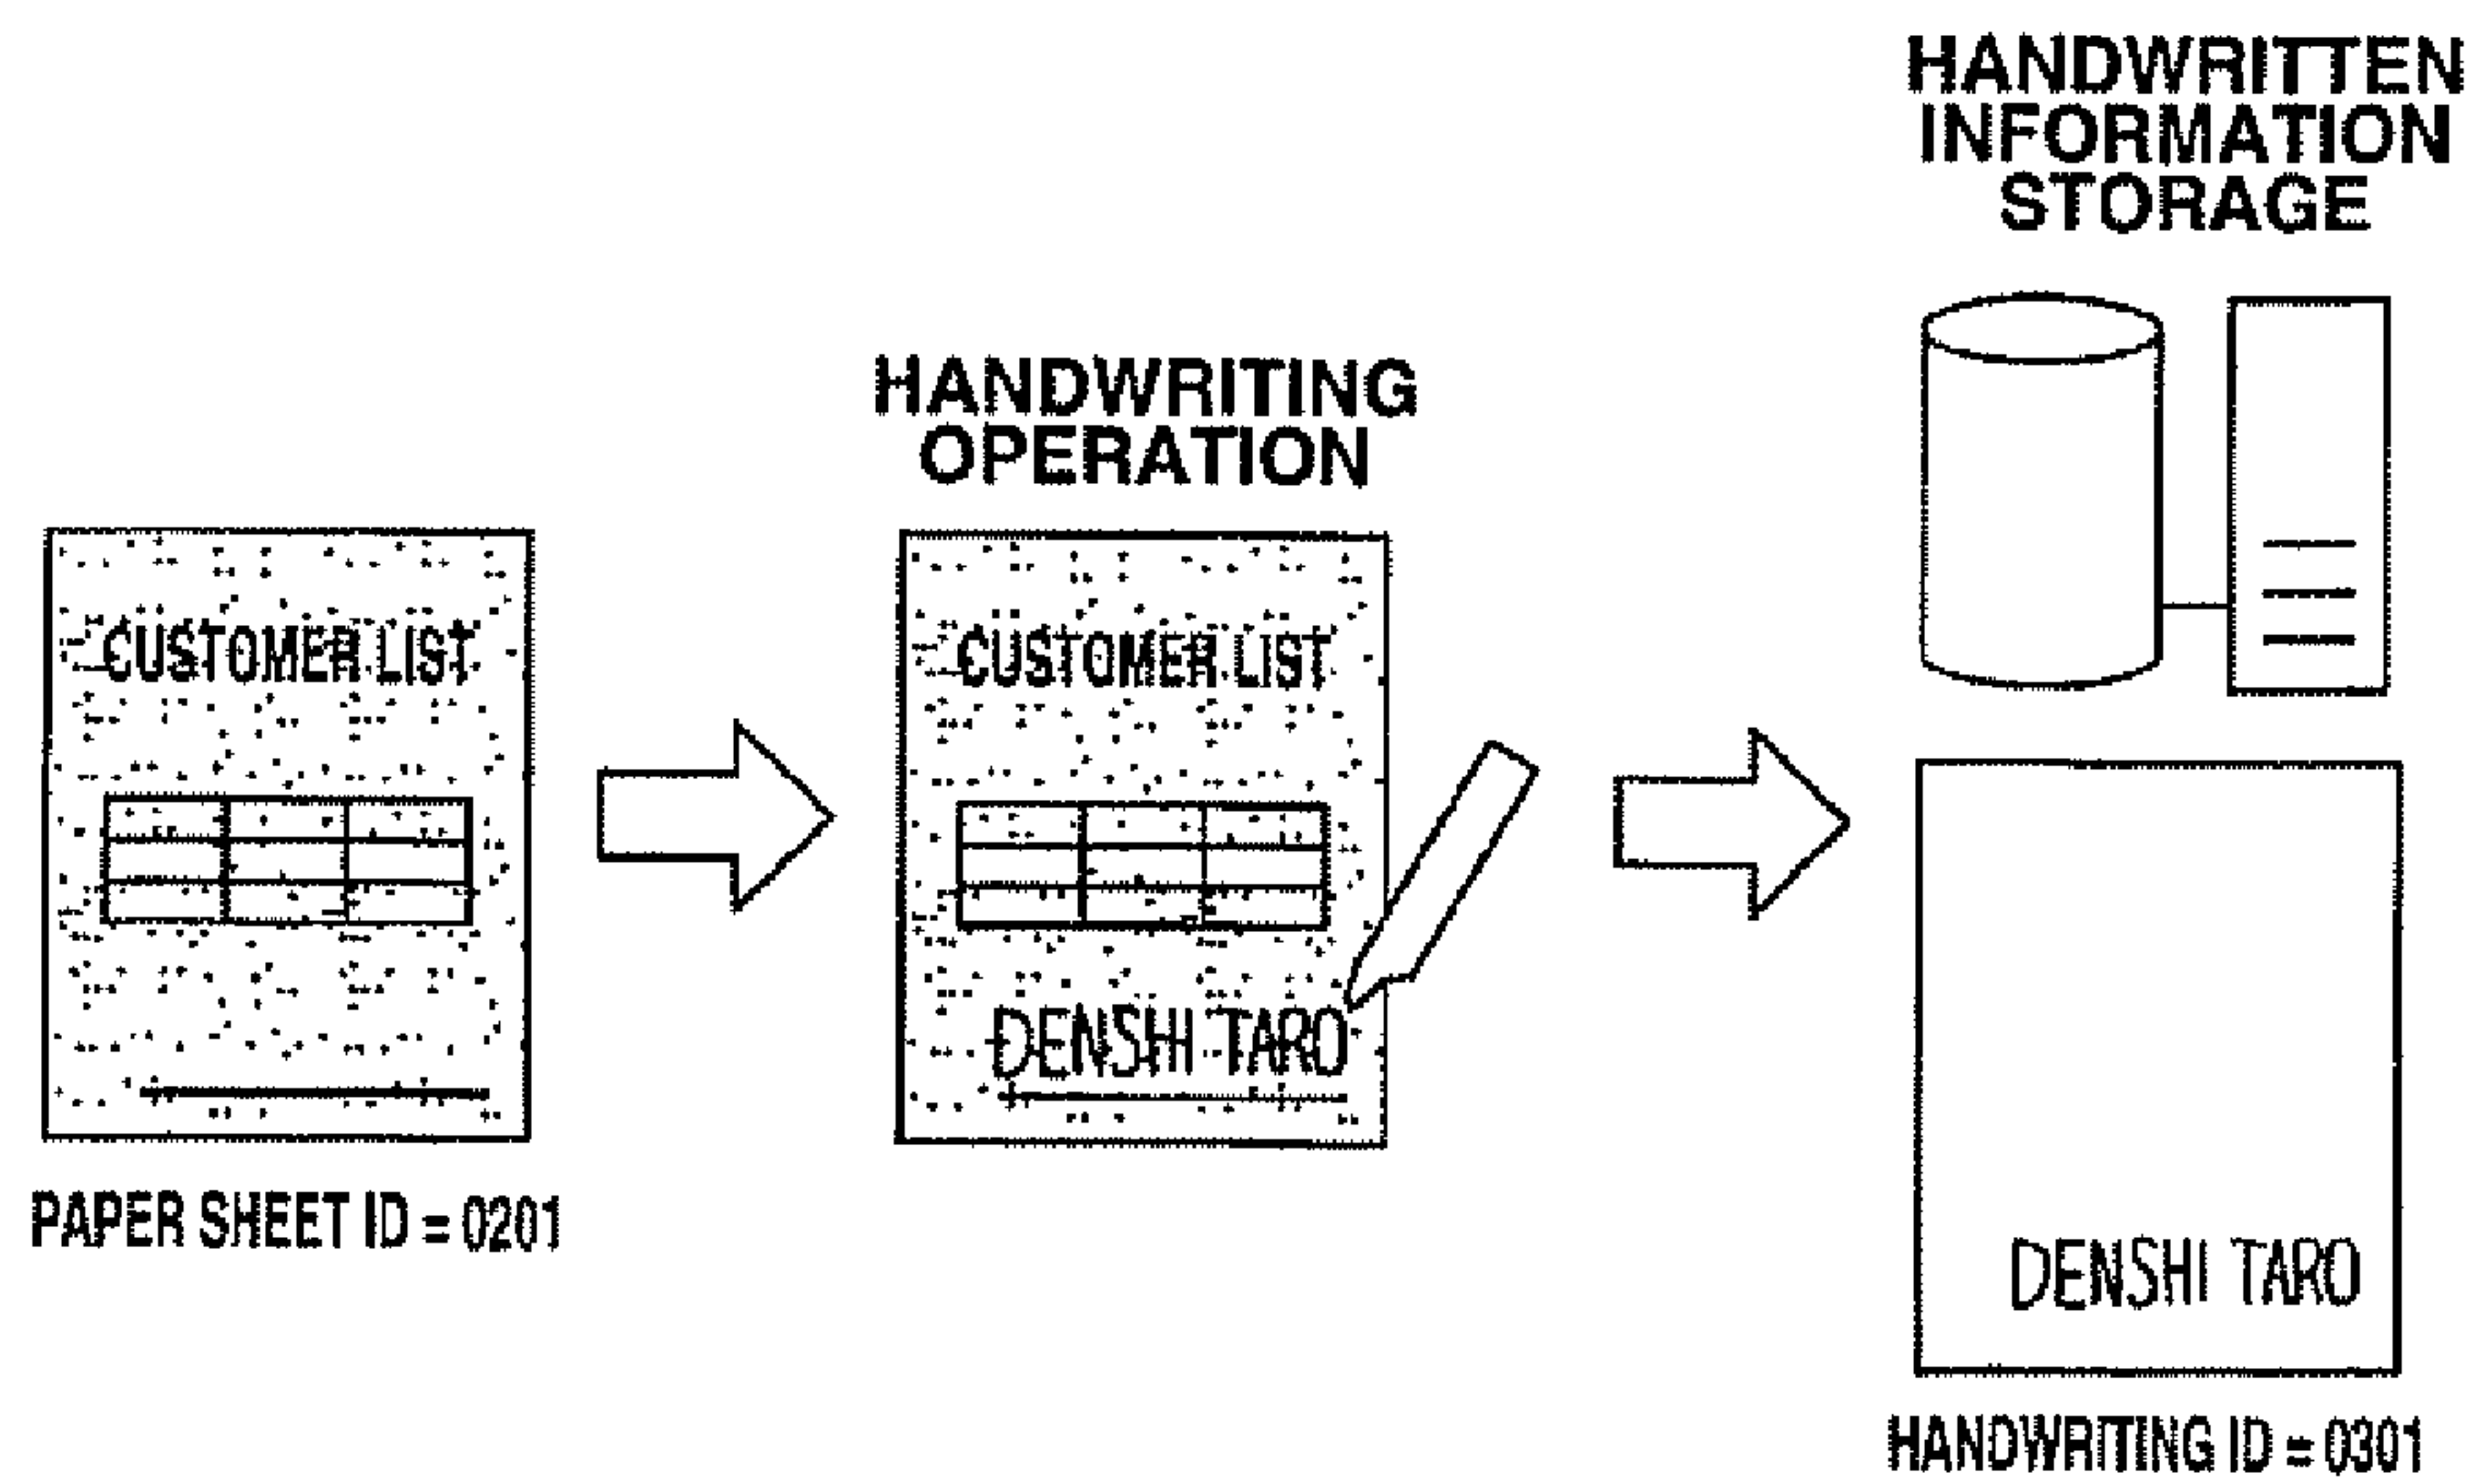 HANDWRITTEN
INFORMATION
STORAGE
HANDWRITING
OPERATION
CUSTOMER LIST
CUSTOMER LIST
DENSHI TARO
PAPER SHEET ID = 0201
DENSHI TARO
HANDWRITING ID = 0301